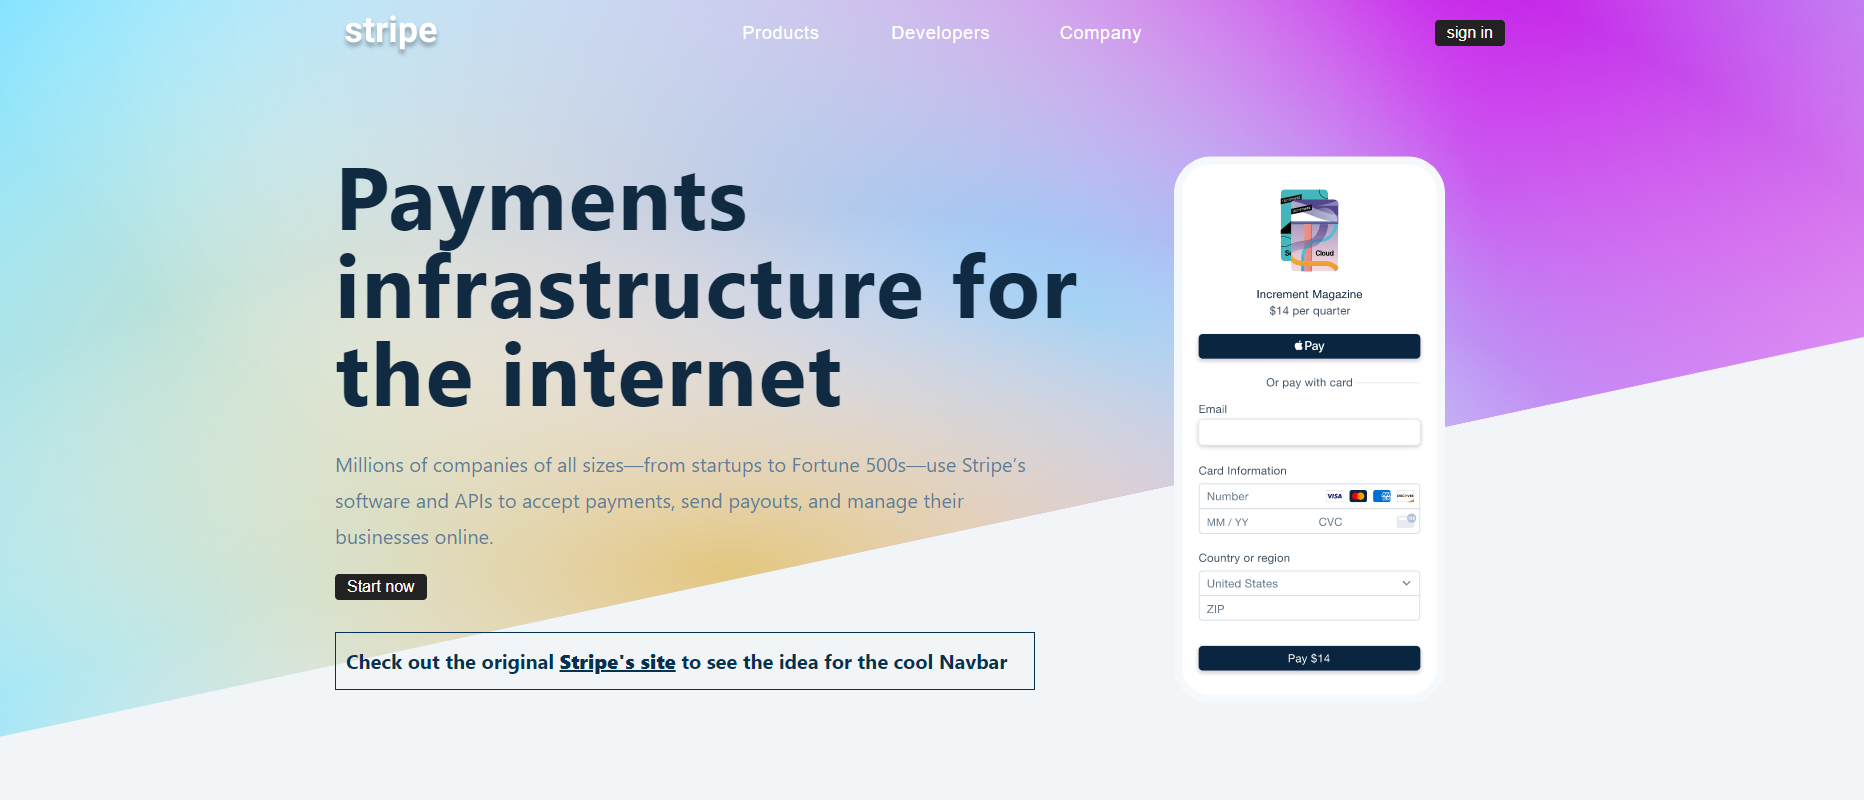 stripe
Products
Developers
Company
sign in
Payments
infrastructure for
the internet
Millions of companies of all sizes—from startups to Fortune 500s—use Stripe’s
software and APIs to accept payments, send payouts, and manage their
businesses online.
Start now
Check out the original Stripe's site to see the idea for the cool Navbar
Cloud
Increment Magazine
$14 per quarter
Pay
Or pay with card
Email
Card Information
Number
VISA
DISCOVER
MM / YY
CVC
Country or region
United States
ZIP
Pay $14